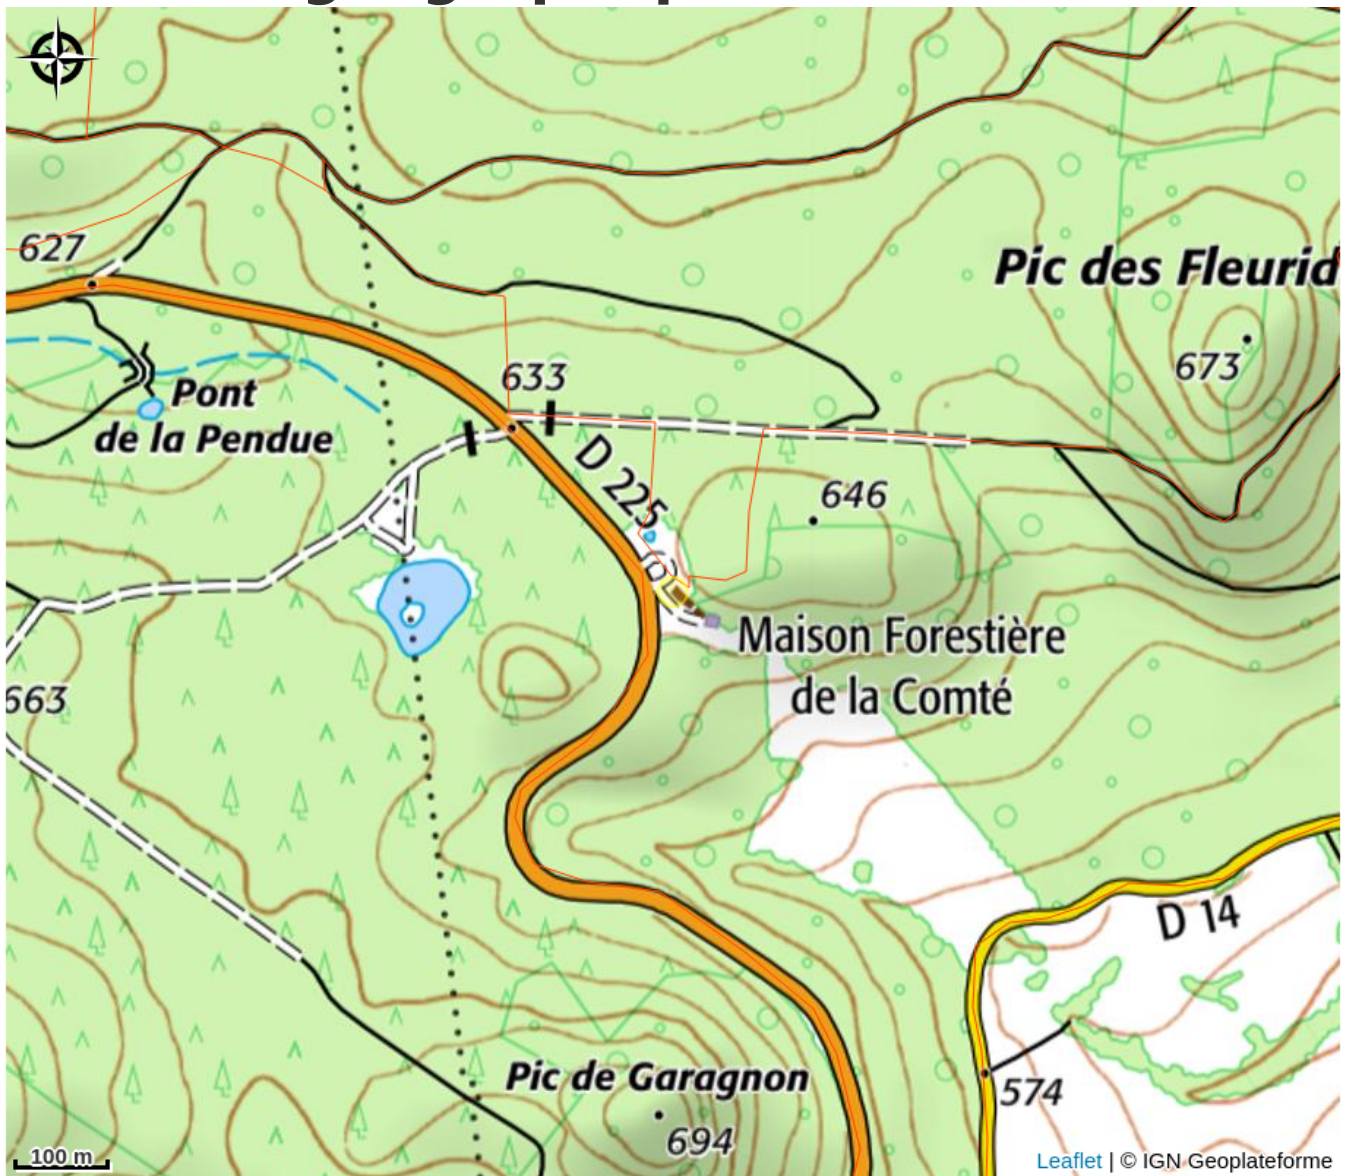 627
Pic des Fleurid
673
633
Pont
de la Pendue
D 225
646
Maison Forestière
de la Comté
663
D 14
Pic de Garagnon
574
694
100 m
Leaflet | © IGN Geoplateforme